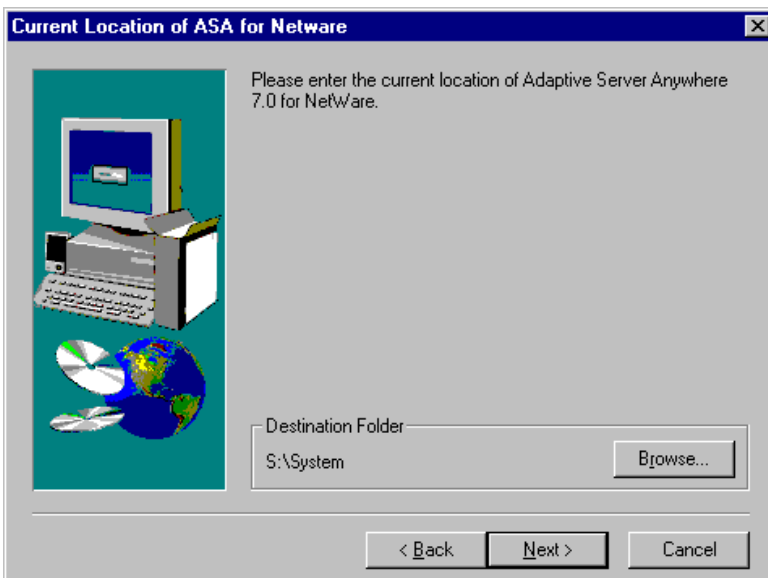 Current Location of ASA for Netware
Please enter the current location of Adaptive Server Anywhere
7.0 for NetWare.
Destination Folder
S:\System
Browse...
< Back
Next >
Cancel